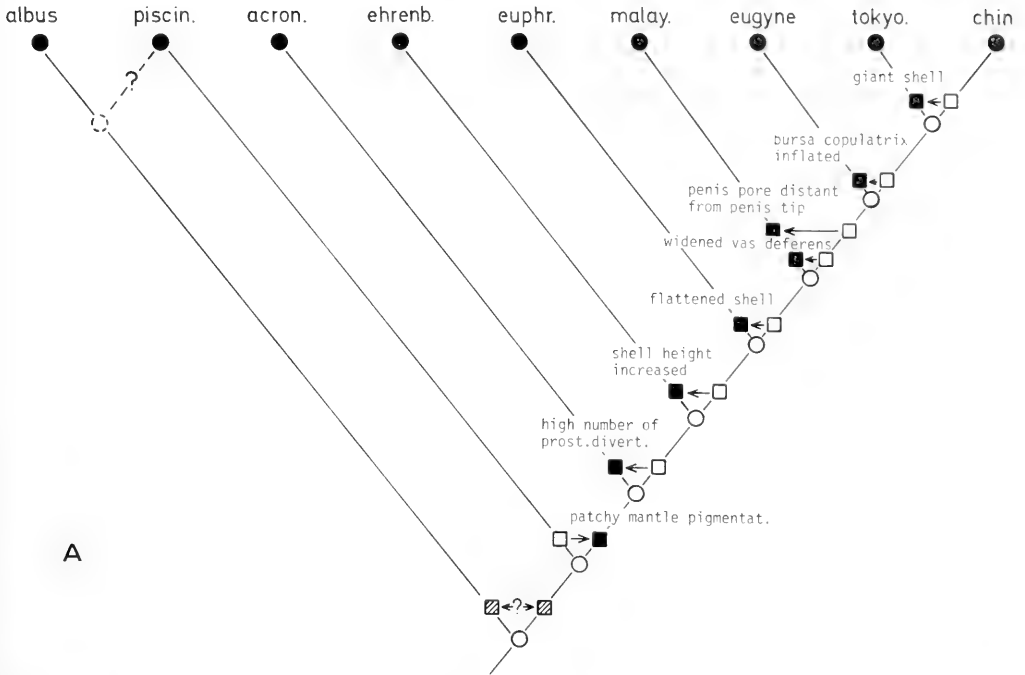 albus piscin. acron. ehrenb. euphr. malay. eugyne tokyo. chin
?
giant shell
bursa copulatrix
inflated
penis pore distant
from penis tip
widened vas deferens
flattened shell
shell height
increased
high number of
prost.divert.
patchy mantle pigmentat.
A
?